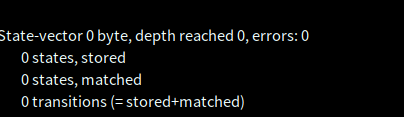 State-vector 0 byte, depth reached 0, errors: 0
0 states, stored
0 states, matched
0 transitions (= stored+matched)